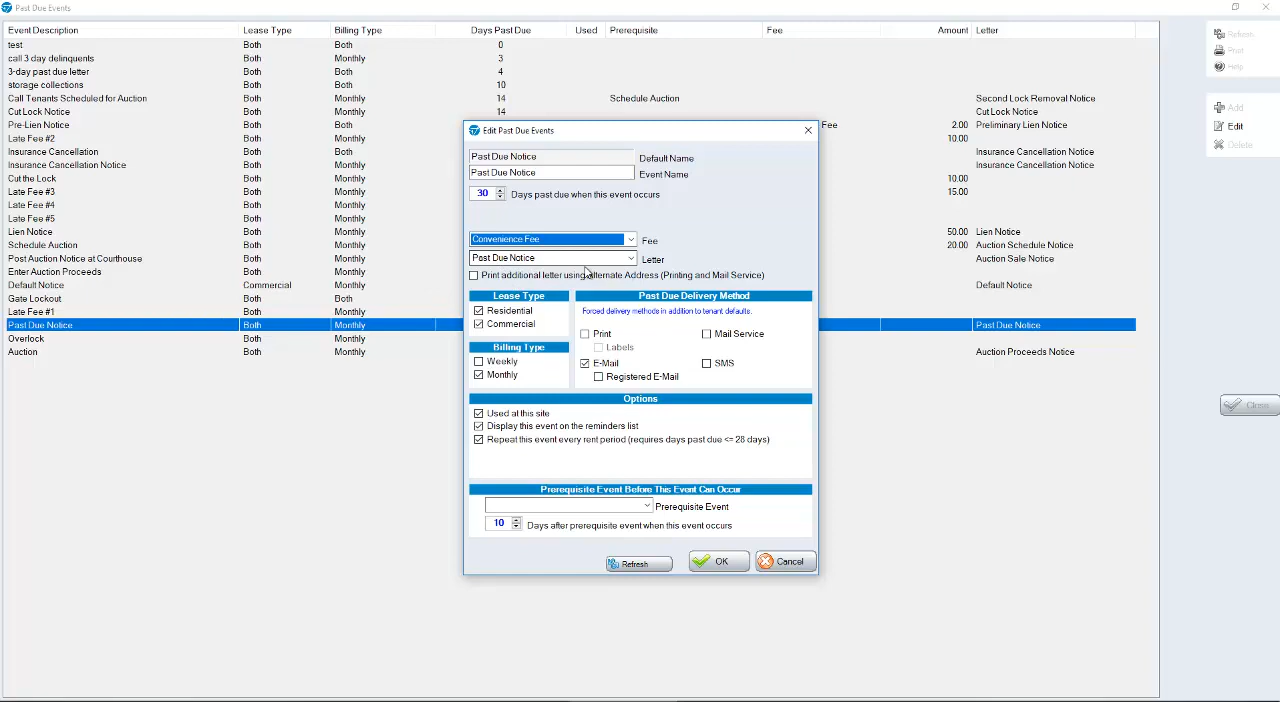 Past Due Events
Event Description Lease Type Billing Type Days Past Due Used Prerequisite Fee Amount Letter
test Both Both 0
call 3 day delinquents Both Monthly 3
3-day past due letter Both Both 4
storage collections Both Both 10
Call Tenants Scheduled for Auction Both Monthly 14 Schedule Auction Second Lock Removal Notice
Cut Lock Notice Both Monthly 14 Cut Lock Notice
Pre-Lien Notice Both Both Fee 2.00 Preliminary Lien Notice
Late Fee #2 Both Monthly 10.00
Insurance Cancellation Both Both Insurance Cancellation Notice
Insurance Cancellation Notice Both Monthly Insurance Cancellation Notice
Cut the Lock Both Monthly 10.00
Late Fee #3 Both Monthly 15.00
Late Fee #4 Both Monthly
Late Fee #5 Both Monthly
Lien Notice Both Monthly 50.00 Lien Notice
Schedule Auction Both Monthly 20.00 Auction Schedule Notice
Post Auction Notice at Courthouse Both Monthly Auction Sale Notice
Enter Auction Proceeds Both Monthly
Default Notice Commercial Monthly Default Notice
Gate Lockout Both Both
Late Fee #1 Both Monthly
Past Due Notice Both Monthly Past Due Notice
Overlock Both Monthly
Auction Both Monthly Auction Proceeds Notice
Refresh
Print
Help
Add
Edit
Delete
Close
Edit Past Due Events
Past Due Notice Default Name
Past Due Notice Event Name
30 Days past due when this event occurs
Convenience Fee Fee
Past Due Notice Letter
Print additional letter using alternate Address (Printing and Mail Service)
Lease Type
Residential
Commercial
Billing Type
Weekly
Monthly
Past Due Delivery Method
Forced delivery methods in addition to tenant defaults.
Print Mail Service
Labels
E-Mail SMS
Registered E-Mail
Options
Used at this site
Display this event on the reminders list
Repeat this event every rent period (requires days past due <= 28 days)
Prerequisite Event Before This Event Can Occur
Prerequisite Event
10 Days after prerequisite event when this event occurs
Refresh OK Cancel